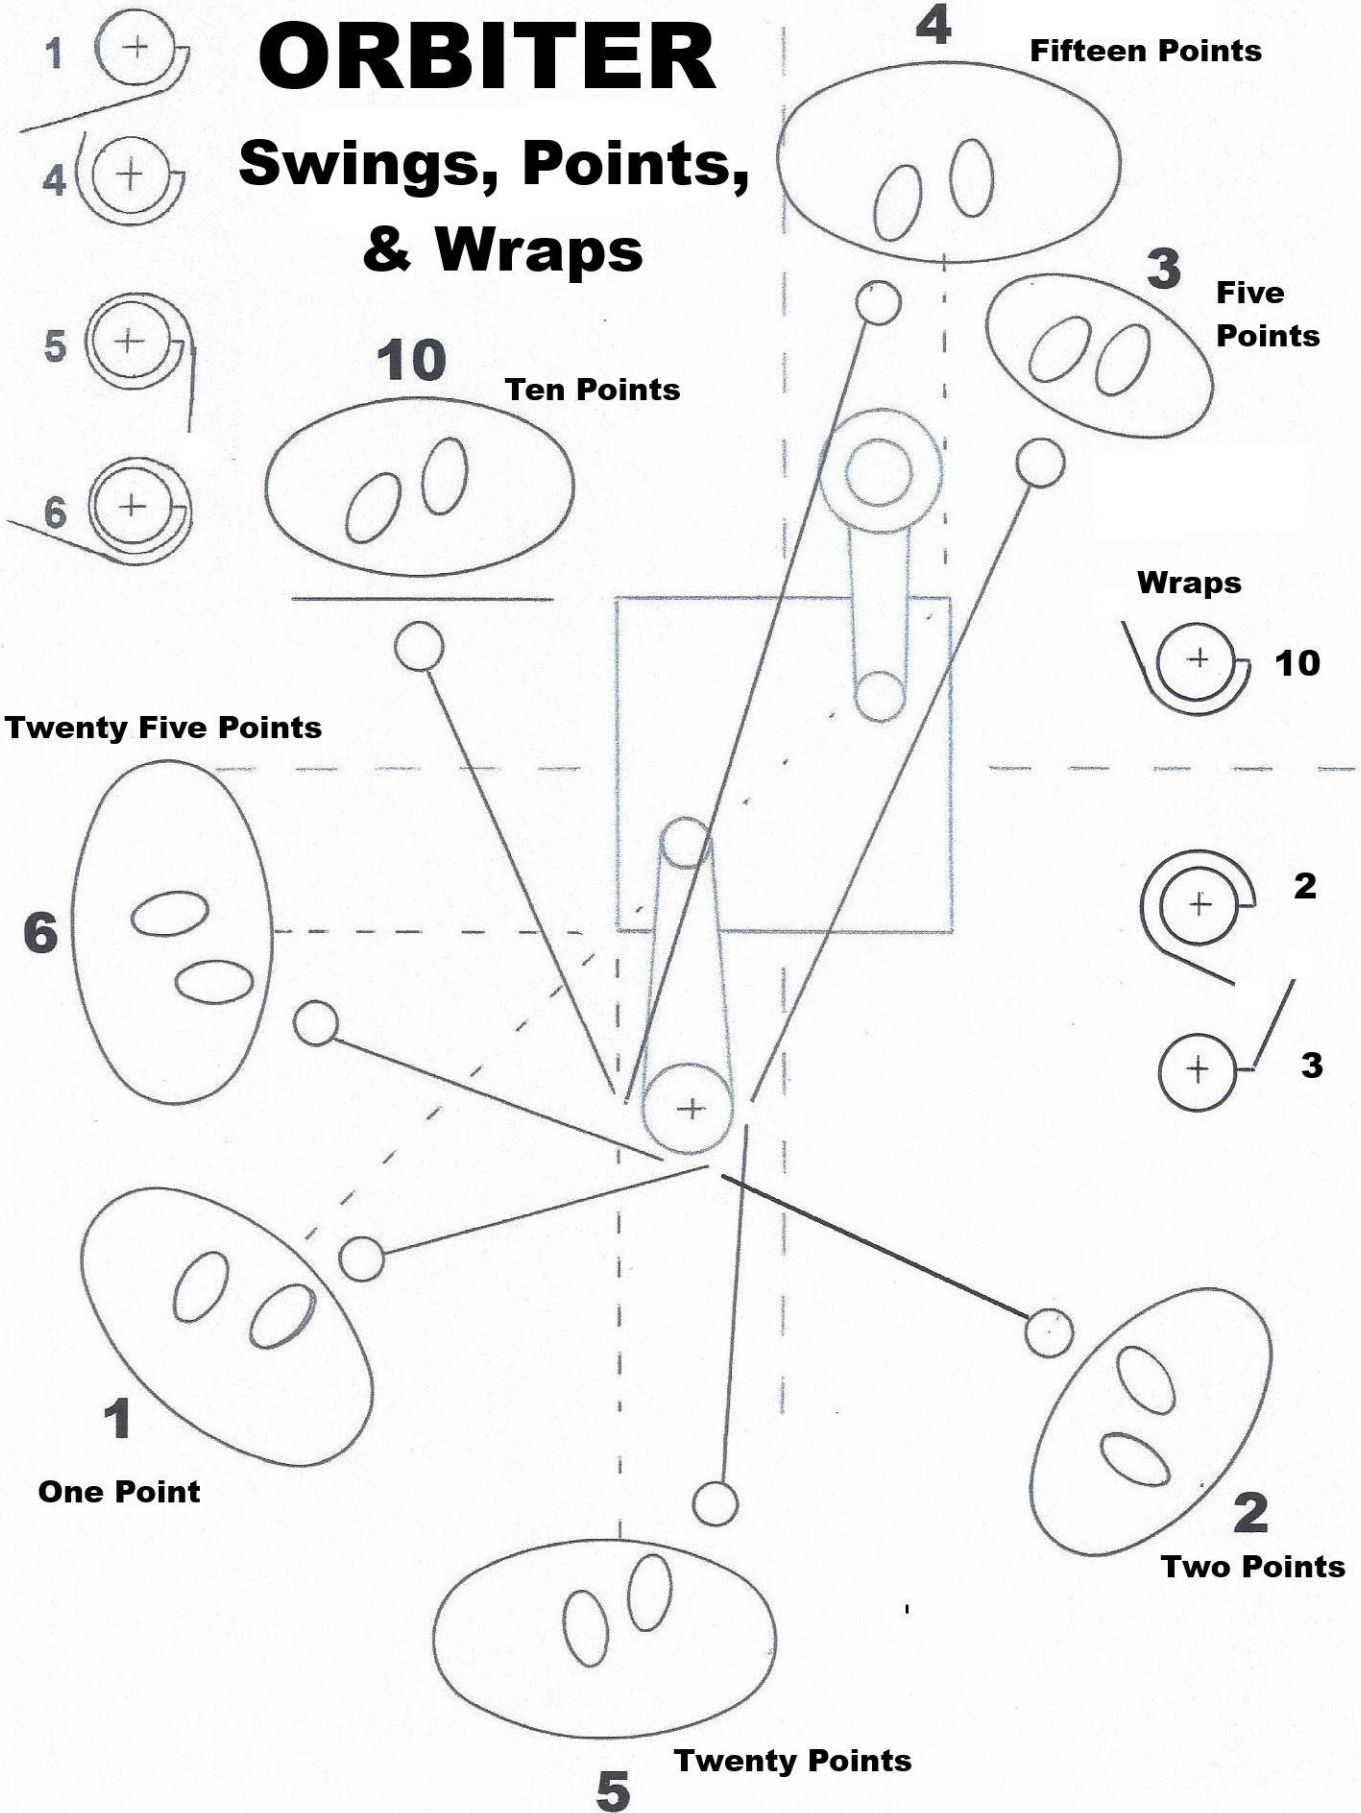 ORBITER
Swings, Points,
& Wraps
1
4
5
6
4
Fifteen Points
3
Five
Points
10
Ten Points
Wraps
10
2
3
Twenty Five Points
6
1
One Point
2
Two Points
5
Twenty Points